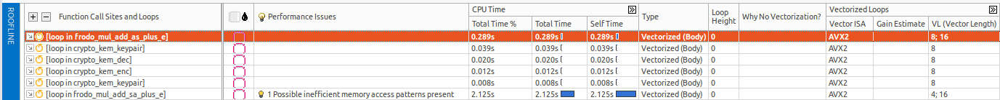 ROOFLINE
Function Call Sites and Loops
Performance Issues
CPU Time
Total Time %
Total Time
Self Time
Type
Loop Height
Why No Vectorization?
Vectorized Loops
Vector ISA
Gain Estimate
VL (Vector Length)
[loop in frodo_mul_add_as_plus_e] 0.289s 0.289s 0.289s Vectorized (Body) 0 AVX2 8; 16
[loop in crypto_kem_keypair] 0.039s 0.039s 0.039s Vectorized (Body) 0 AVX2 8
[loop in crypto_kem_dec] 0.020s 0.020s 0.020s Vectorized (Body) 0 AVX2 8
[loop in crypto_kem_enc] 0.012s 0.012s 0.012s Vectorized (Body) 0 AVX2 8
[loop in crypto_kem_keypair] 0.008s 0.008s 0.008s Vectorized (Body) 0 AVX2 8
[loop in frodo_mul_add_sa_plus_e] 1 Possible inefficient memory access patterns present 2.125s 2.125s 2.125s Vectorized (Body) 0 AVX2 4; 16